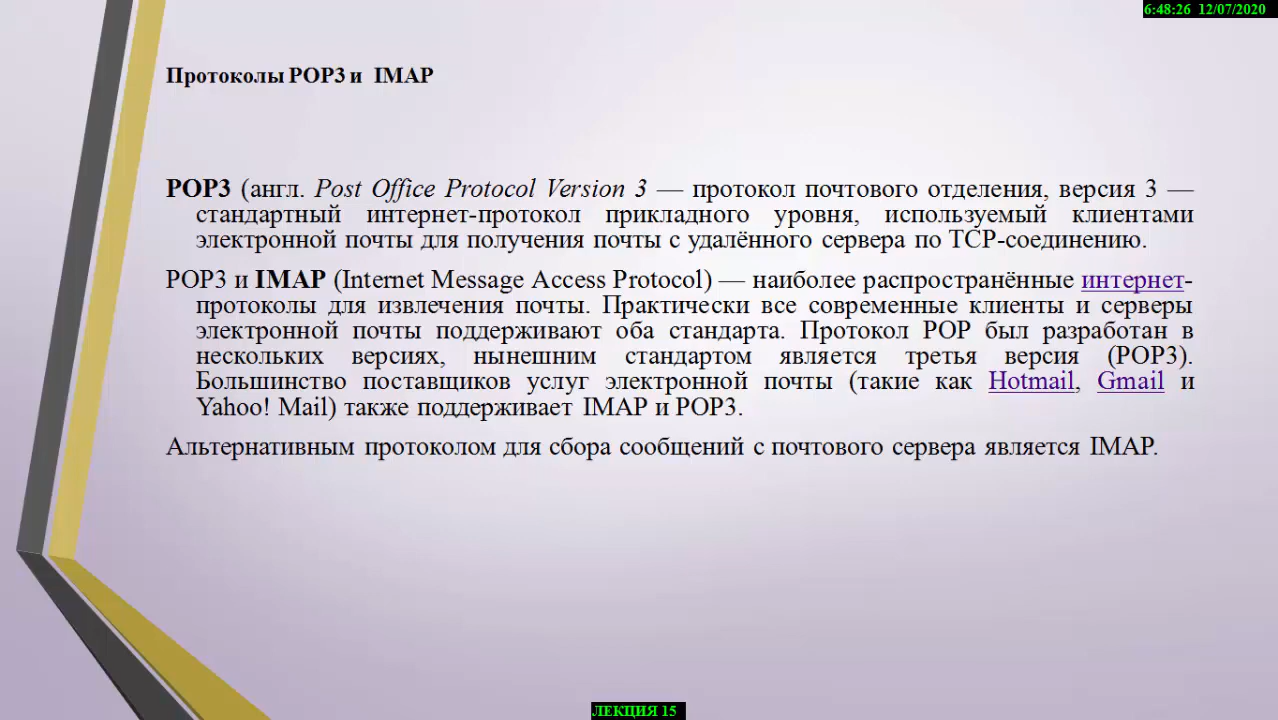 6:48:26 12/07/2020
Протоколы POP3 и IMAP
POP3 (англ. Post Office Protocol Version 3 — протокол почтового отделения, версия 3 —
стандартный интернет-протокол прикладного уровня, используемый клиентами
электронной почты для получения почты с удалённого сервера по TCP-соединению.
POP3 и IMAP (Internet Message Access Protocol) — наиболее распространённые интернет-
протоколы для извлечения почты. Практически все современные клиенты и серверы
электронной почты поддерживают оба стандарта. Протокол POP был разработан в
нескольких версиях, нынешним стандартом является третья версия (POP3).
Большинство поставщиков услуг электронной почты (такие как Hotmail, Gmail и
Yahoo! Mail) также поддерживает IMAP и POP3.
Альтернативным протоколом для сбора сообщений с почтового сервера является IMAP.
ЛЕКЦИЯ 15